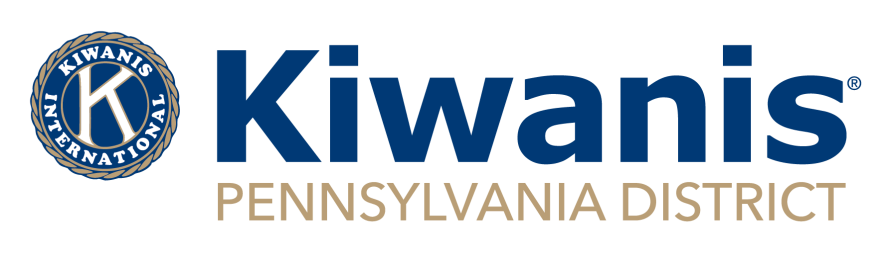 KIWANIS
INTERNATIONAL
K
Kiwanis®
PENNSYLVANIA DISTRICT